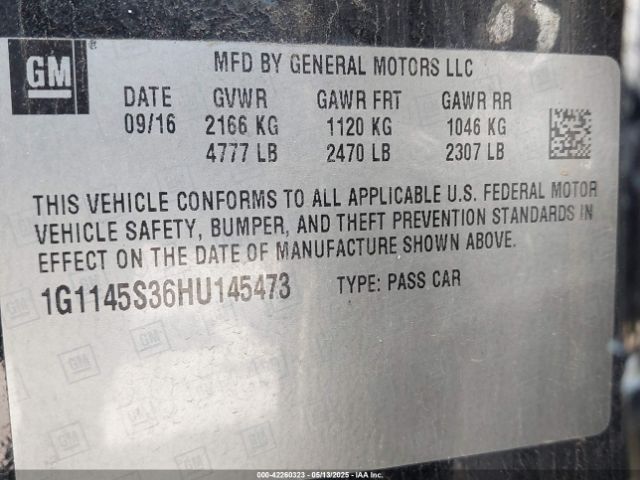 GM ®
MFD BY GENERAL MOTORS LLC
DATE GVWR GAWR FRT GAWR RR
09/16 2166 KG 1120 KG 1046 KG
4777 LB 2470 LB 2307 LB
THIS VEHICLE CONFORMS TO ALL APPLICABLE U.S. FEDERAL MOTOR
VEHICLE SAFETY, BUMPER, AND THEFT PREVENTION STANDARDS IN
EFFECT ON THE DATE OF MANUFACTURE SHOWN ABOVE.
1G1145S36HU145473 TYPE: PASS CAR
000-42260323 - 05/13/2025 - IAA Inc.